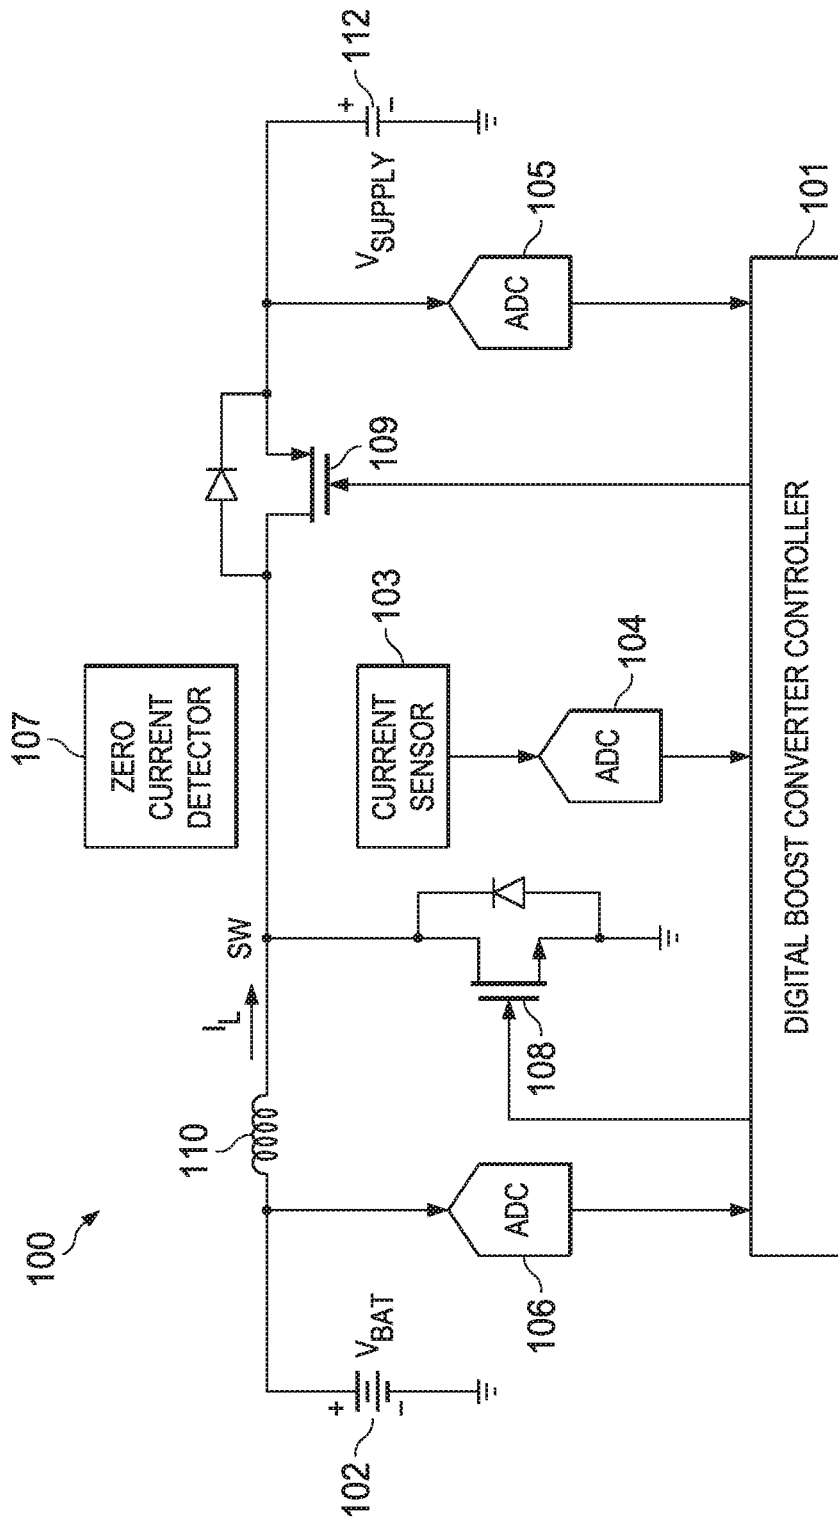 100
107
ZERO
CURRENT
DETECTOR
110
I_L
SW
112
+
−
V_SUPPLY
109
102
+
−
V_BAT
106
ADC
108
CURRENT
SENSOR
103
ADC
104
ADC
105
101
DIGITAL BOOST CONVERTER CONTROLLER